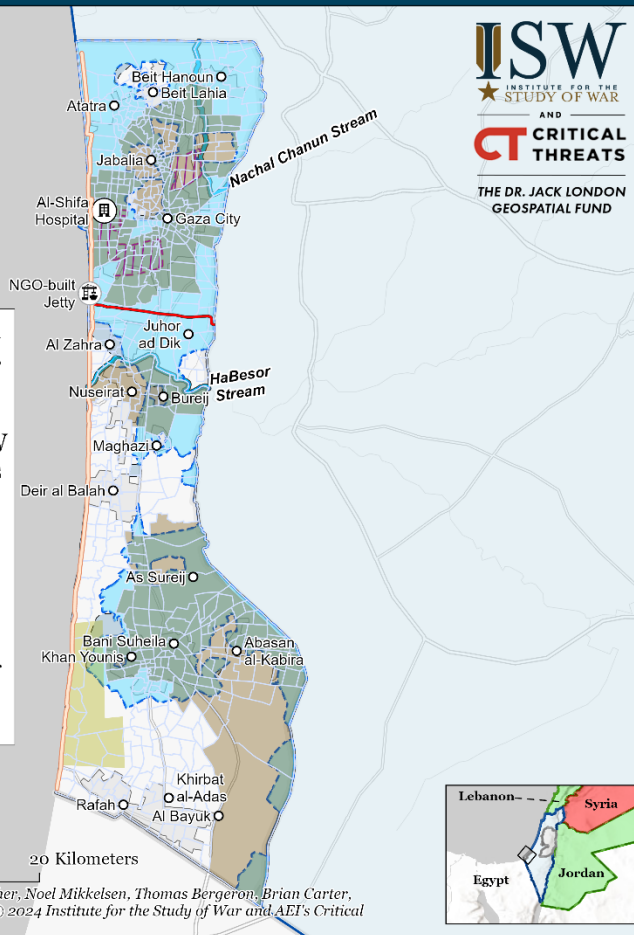 ISW
INSTITUTE FOR THE
STUDY OF WAR
AND
CT CRITICAL
THREATS
THE DR. JACK LONDON
GEOSPATIAL FUND
Beit Hanoun
Beit Lahia
Atatra
Nachal Chanun Stream
Jabalia
Al-Shifa
Hospital
Gaza City
NGO-built
Jetty
Juhor
ad Dik
Al Zahra
HaBesor
Stream
Nuseirat
Bureij
Maghazi
Deir al Balah
As Sureij
Bani Suheila
Abasan
al-Kabira
Khan Younis
Khirbat
al-Adas
Rafah
Al Bayuk
Lebanon
Syria
Jordan
Egypt
20 Kilometers
Noel Mikkelsen, Thomas Bergeron, Brian Carter,
2024 Institute for the Study of War and AEI's Critical